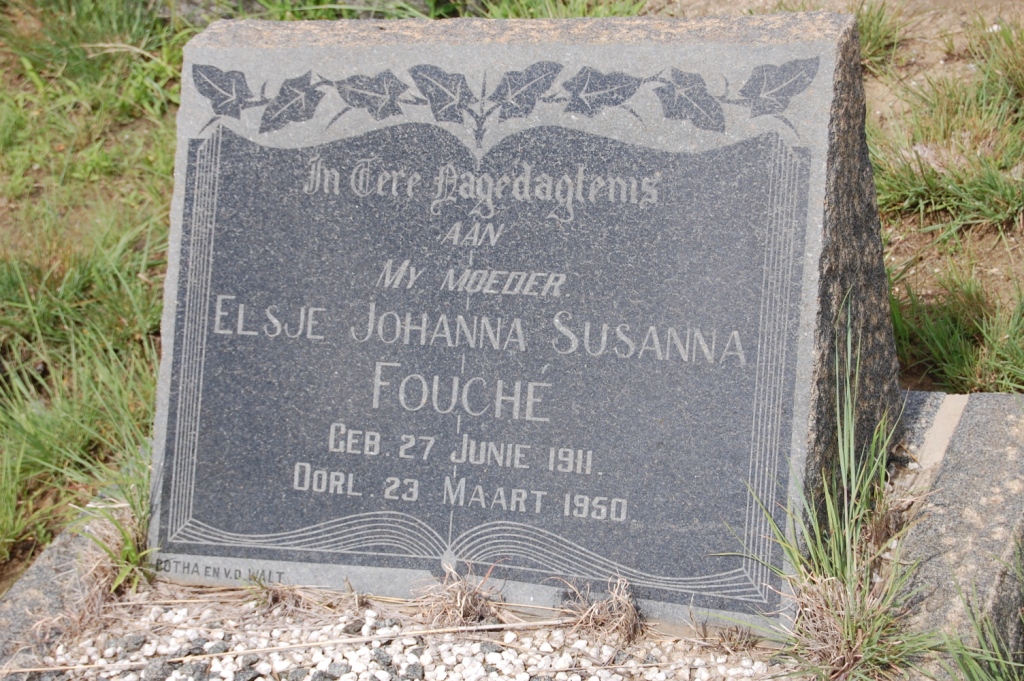 In Tere Nagedagtenis
AAN
MY MOEDER.
ELSJE JOHANNA SUSANNA
FOUCHÉ
GEB. 27 JUNIE 1911.
OORL. 23 MAART 1950
BOTHA EN V.D. WALT